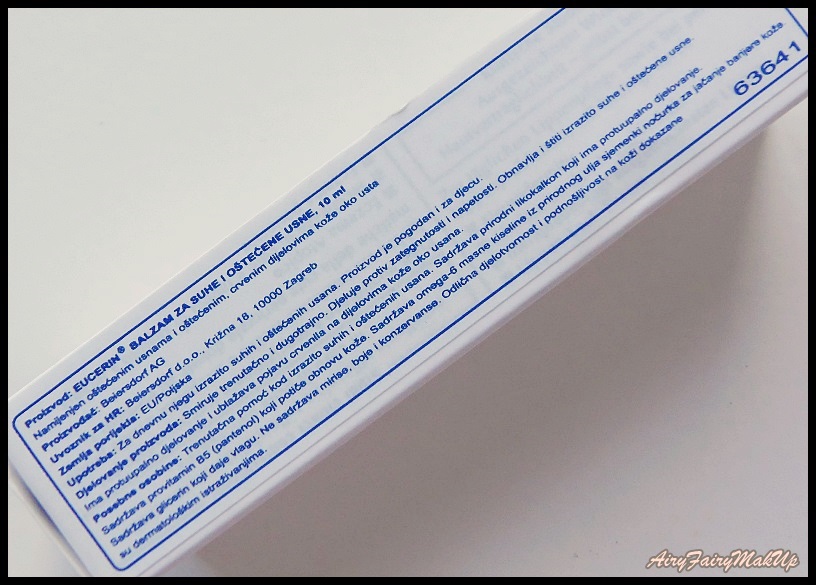 Proizvod: EUCERIN® BALZAM ZA SUHE I OŠTEĆENE USNE, 10 ml
Namijenjen oštećenim usnama i oštećenim, crvenim dijelovima kože oko usta
Proizvođač: Beiersdorf AG
Uvoznik za HR: Beiersdorf d.o.o., Križna 18, 10000 Zagreb
Zemlja porijekla: EU/Poljska
Upotreba: Za dnevnu njegu izrazito suhih i oštećenih usana. Proizvod je pogodan i za djecu.
Djelovanje proizvoda: Smiruje trenutačno i dugotrajno. Djeluje protiv zategnutosti i napetosti. Obnavlja i štiti izrazito suhe i oštećene usne.
Ima protuupalno djelovanje i ublažava pojavu crvenila na dijelovima kože oko usana.
Posebne osobine: Trenutačna pomoć kod izrazito suhih i oštećenih usana. Sadržava prirodni likokalkon koji ima protuupalno djelovanje.
Sadržava provitamin B5 (pantenol) koji potiče obnovu kože. Sadržava omega-6 masne kiseline iz prirodnog ulja sjemenki noćurka za jačanje barijere kože.
Sadržava glicerin koji daje vlagu. Ne sadržava mirise, boje i konzervanse. Odlična djelotvornost i podnošljivost na koži dokazane
su dermatološkim istraživanjima.
63641
AiryFairyMakUp